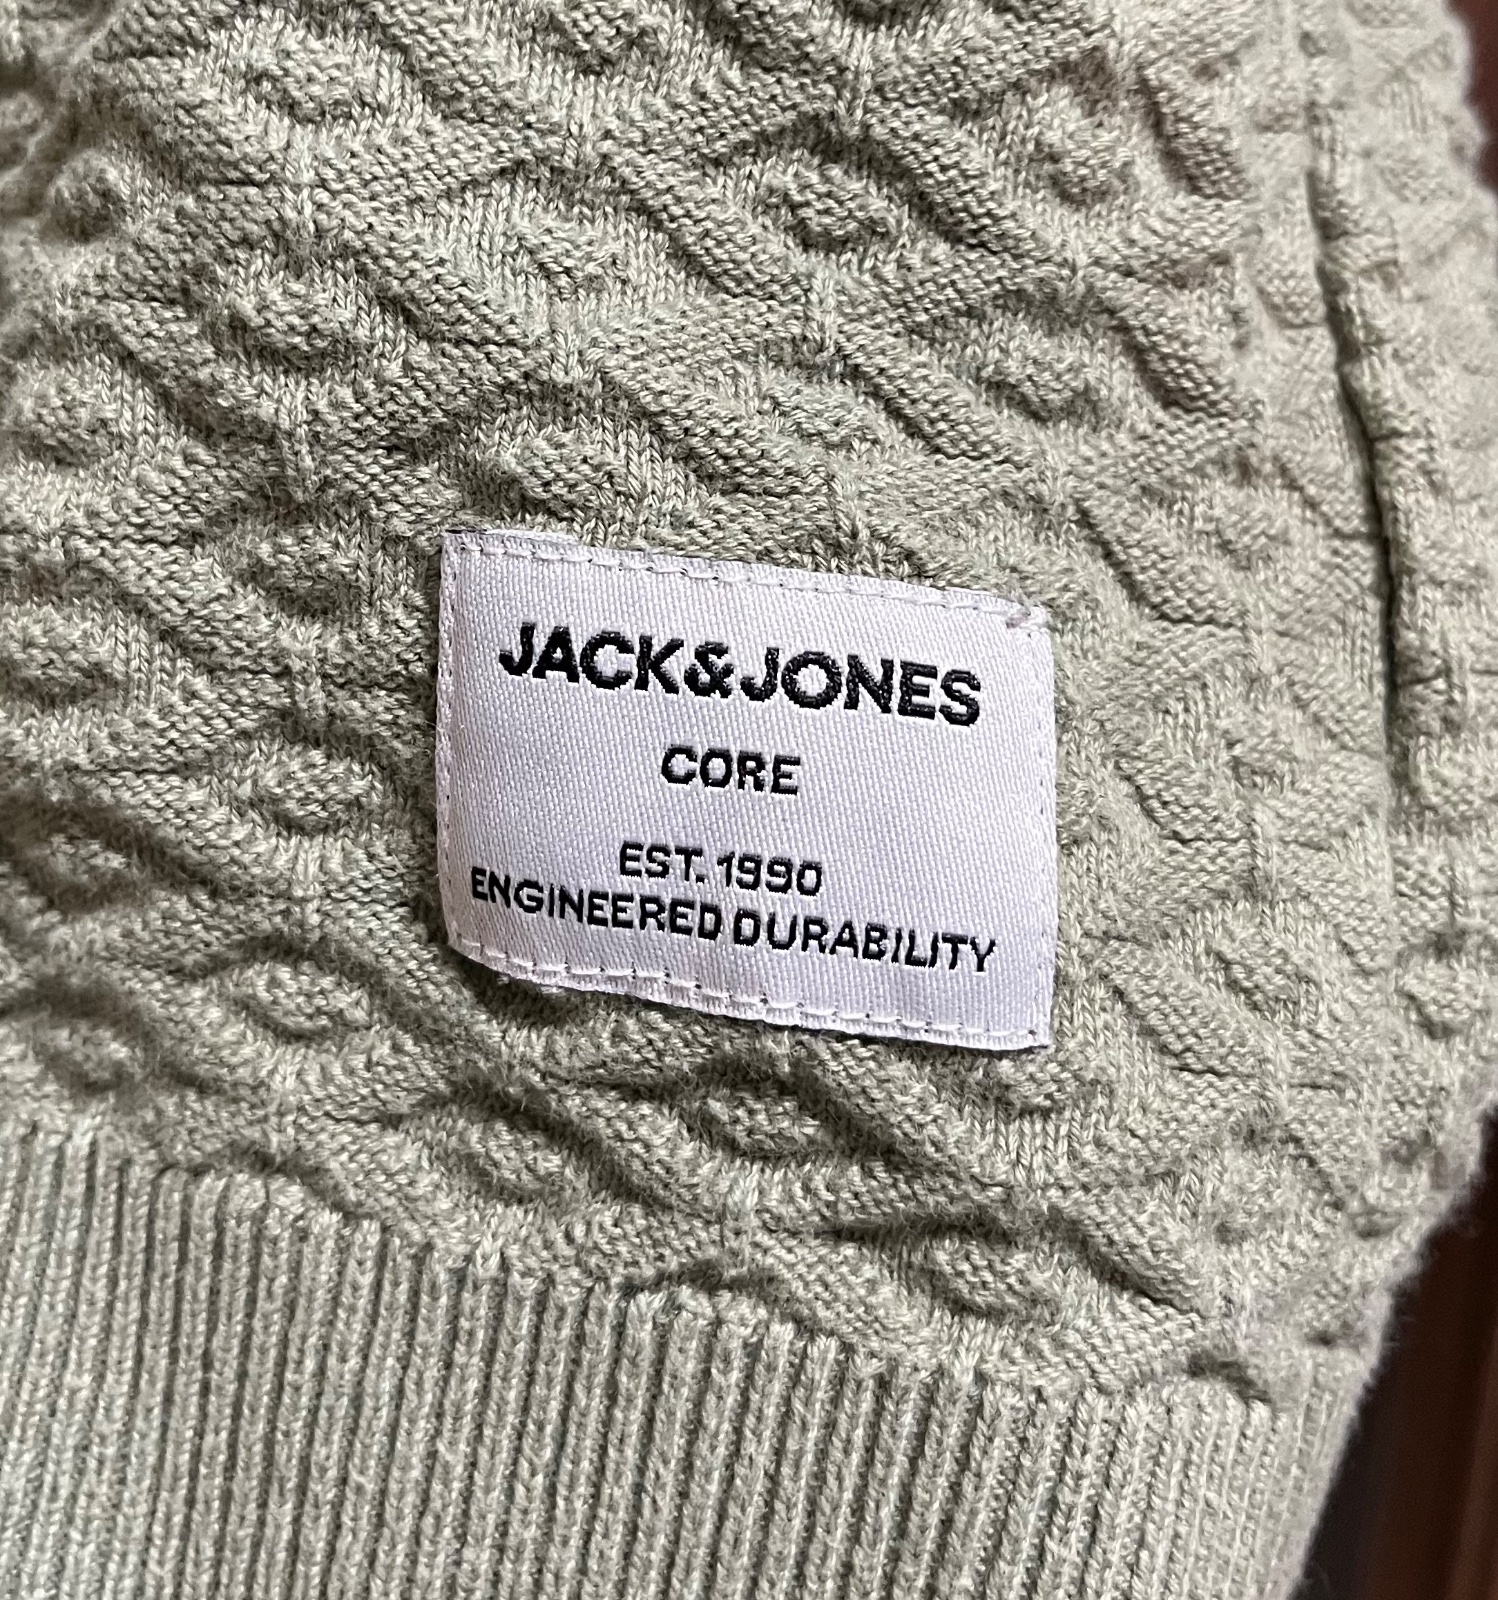 JACK&JONES
CORE
EST. 1990
ENGINEERED DURABILITY